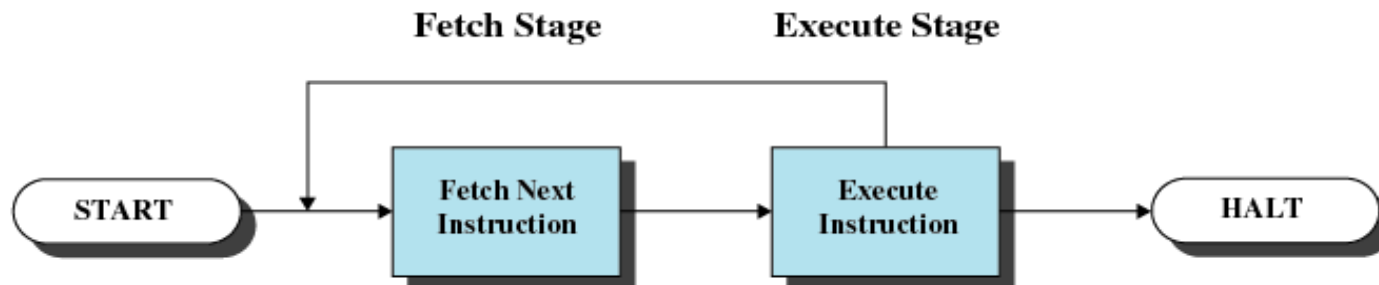 Fetch Stage
Execute Stage
START
Fetch Next
Instruction
Execute
Instruction
HALT